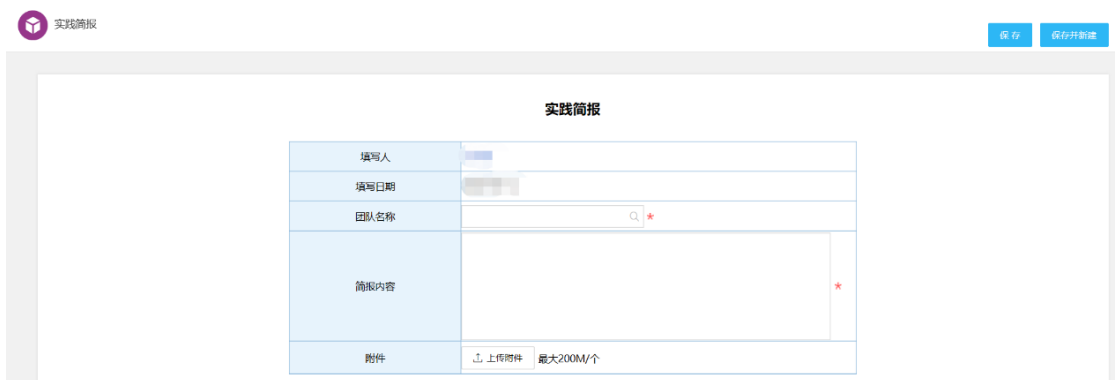 实践简报
保 存 保存并新建
实践简报
填写人
填写日期
团队名称 *
简报内容 *
附件 上传附件 最大200M/个